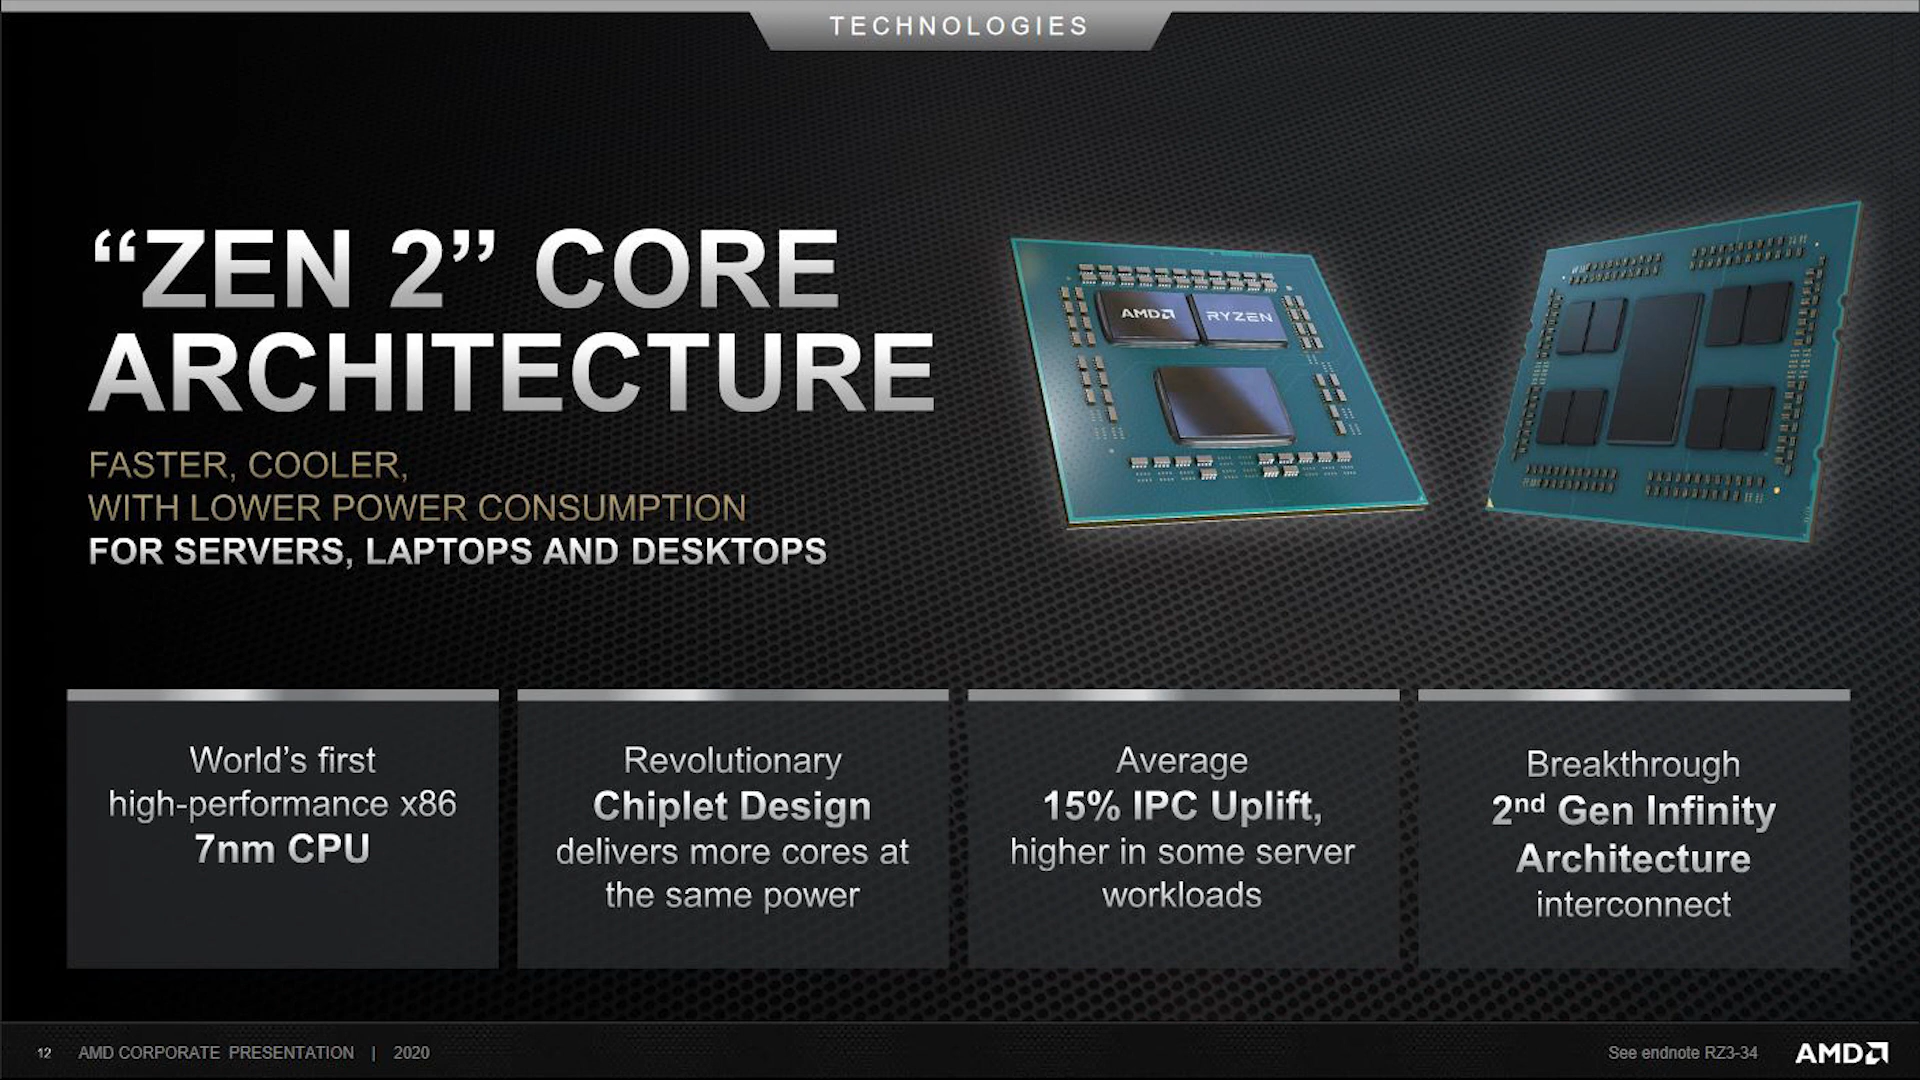 TECHNOLOGIES
“ZEN 2” CORE
ARCHITECTURE
FASTER, COOLER,
WITH LOWER POWER CONSUMPTION
FOR SERVERS, LAPTOPS AND DESKTOPS
AMD
RYZEN
World’s first
high-performance x86
7nm CPU
Revolutionary
Chiplet Design
delivers more cores at
the same power
Average
15% IPC Uplift,
higher in some server
workloads
Breakthrough
2nd Gen Infinity
Architecture
interconnect
12 AMD CORPORATE PRESENTATION | 2020
See endnote RZ3-34
AMD